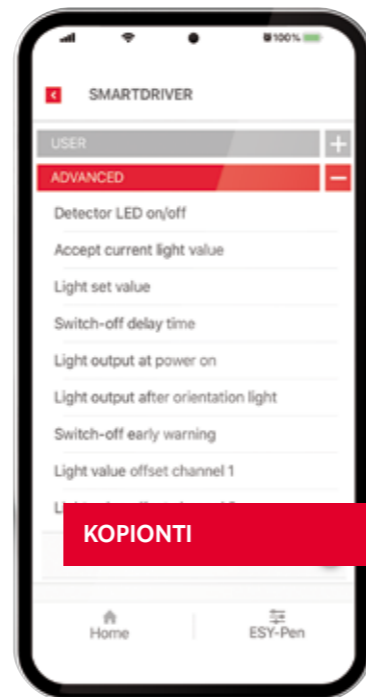 100%
SMARTDRIVER
USER
ADVANCED
Detector LED on/off
Accept current light value
Light set value
Switch-off delay time
Light output at power on
Light output after orientation light
Switch-off early warning
Light value offset channel 1
KOPIONTI
Home
ESY-Pen